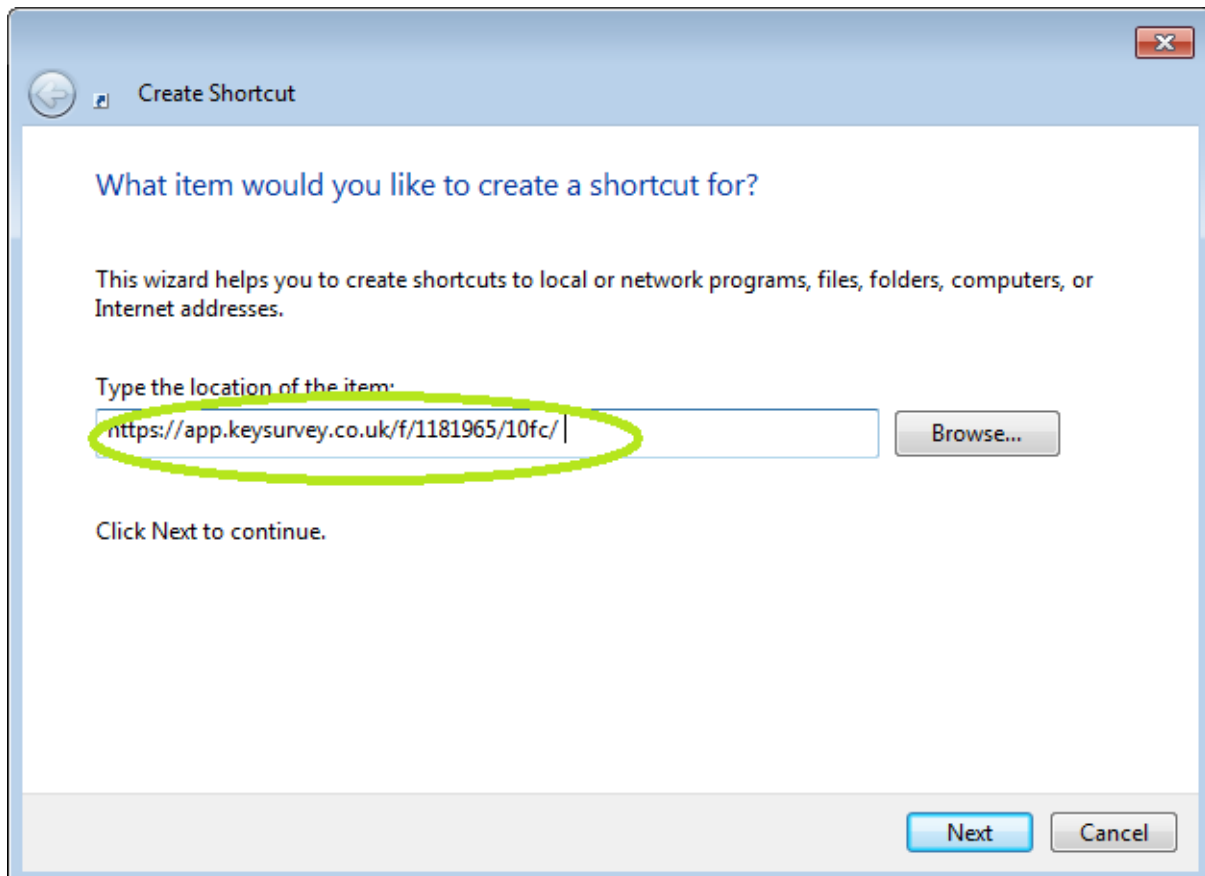 Create Shortcut
What item would you like to create a shortcut for?
This wizard helps you to create shortcuts to local or network programs, files, folders, computers, or
Internet addresses.
Type the location of the item:
https://app.keysurvey.co.uk/f/1181965/10fc/
Browse...
Click Next to continue.
Next
Cancel